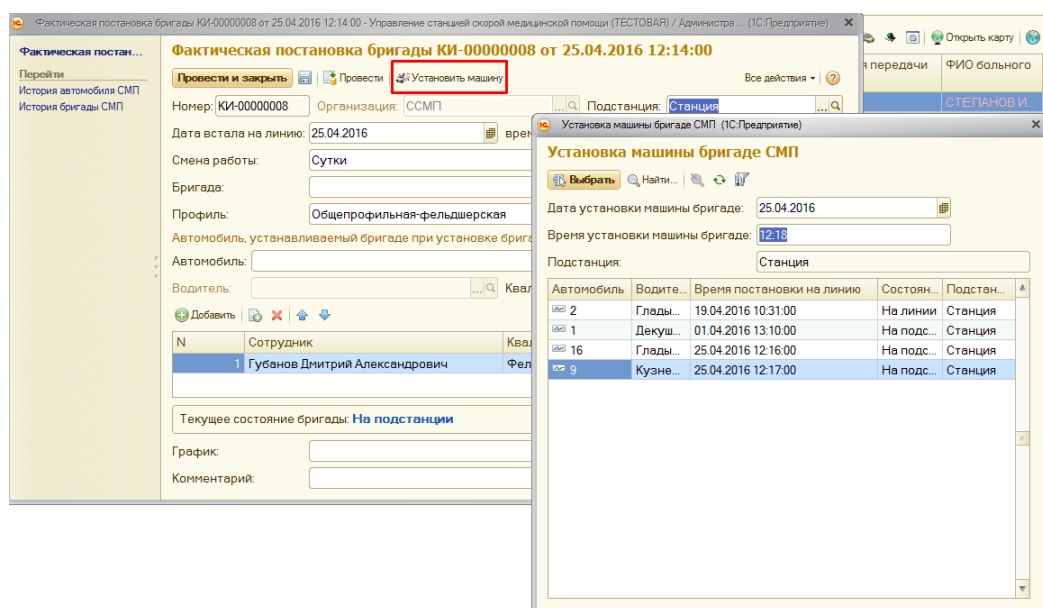 Фактическая постановка бригады КИ-00000008 от 25.04.2016 12:14:00 - Управление станцией скорой медицинской помощи (ТЕСТОВАЯ) / Администра... (1С:Предприятие)
Фактическая постан...
Перейти
История автомобиля СМП
История бригады СМП
Фактическая постановка бригады КИ-00000008 от 25.04.2016 12:14:00
Провести и закрыть Провести Установить машину Все действия
Номер: КИ-00000008 Организация: ССМП Подстанция: Станция
Дата встала на линию: 25.04.2016
Смена работы: Сутки
Бригада:
Профиль: Общепрофильная-фельдшерская
Автомобиль, устанавливаемый бригаде при установке
Автомобиль:
Водитель:
Добавить
N Сотрудник
1 Губанов Дмитрий Александрович
Текущее состояние бригады: На подстанции
График:
Комментарий:
Открыть карту
передачи ФИО больного
СТЕПАНОВ И...
Установка машины бригаде СМП (1С:Предприятие)
Установка машины бригаде СМП
Выбрать Найти...
Дата установки машины бригаде: 25.04.2016
Время установки машины бригаде: 12:18
Подстанция: Станция
Автомобиль Водите... Время постановки на линию Состоян... Подстан...
2 Глады... 19.04.2016 10:31:00 На линии Станция
1 Декуш... 01.04.2016 13:10:00 На подс... Станция
16 Глады... 25.04.2016 12:16:00 На подс... Станция
9 Кузне... 25.04.2016 12:17:00 На подс... Станция